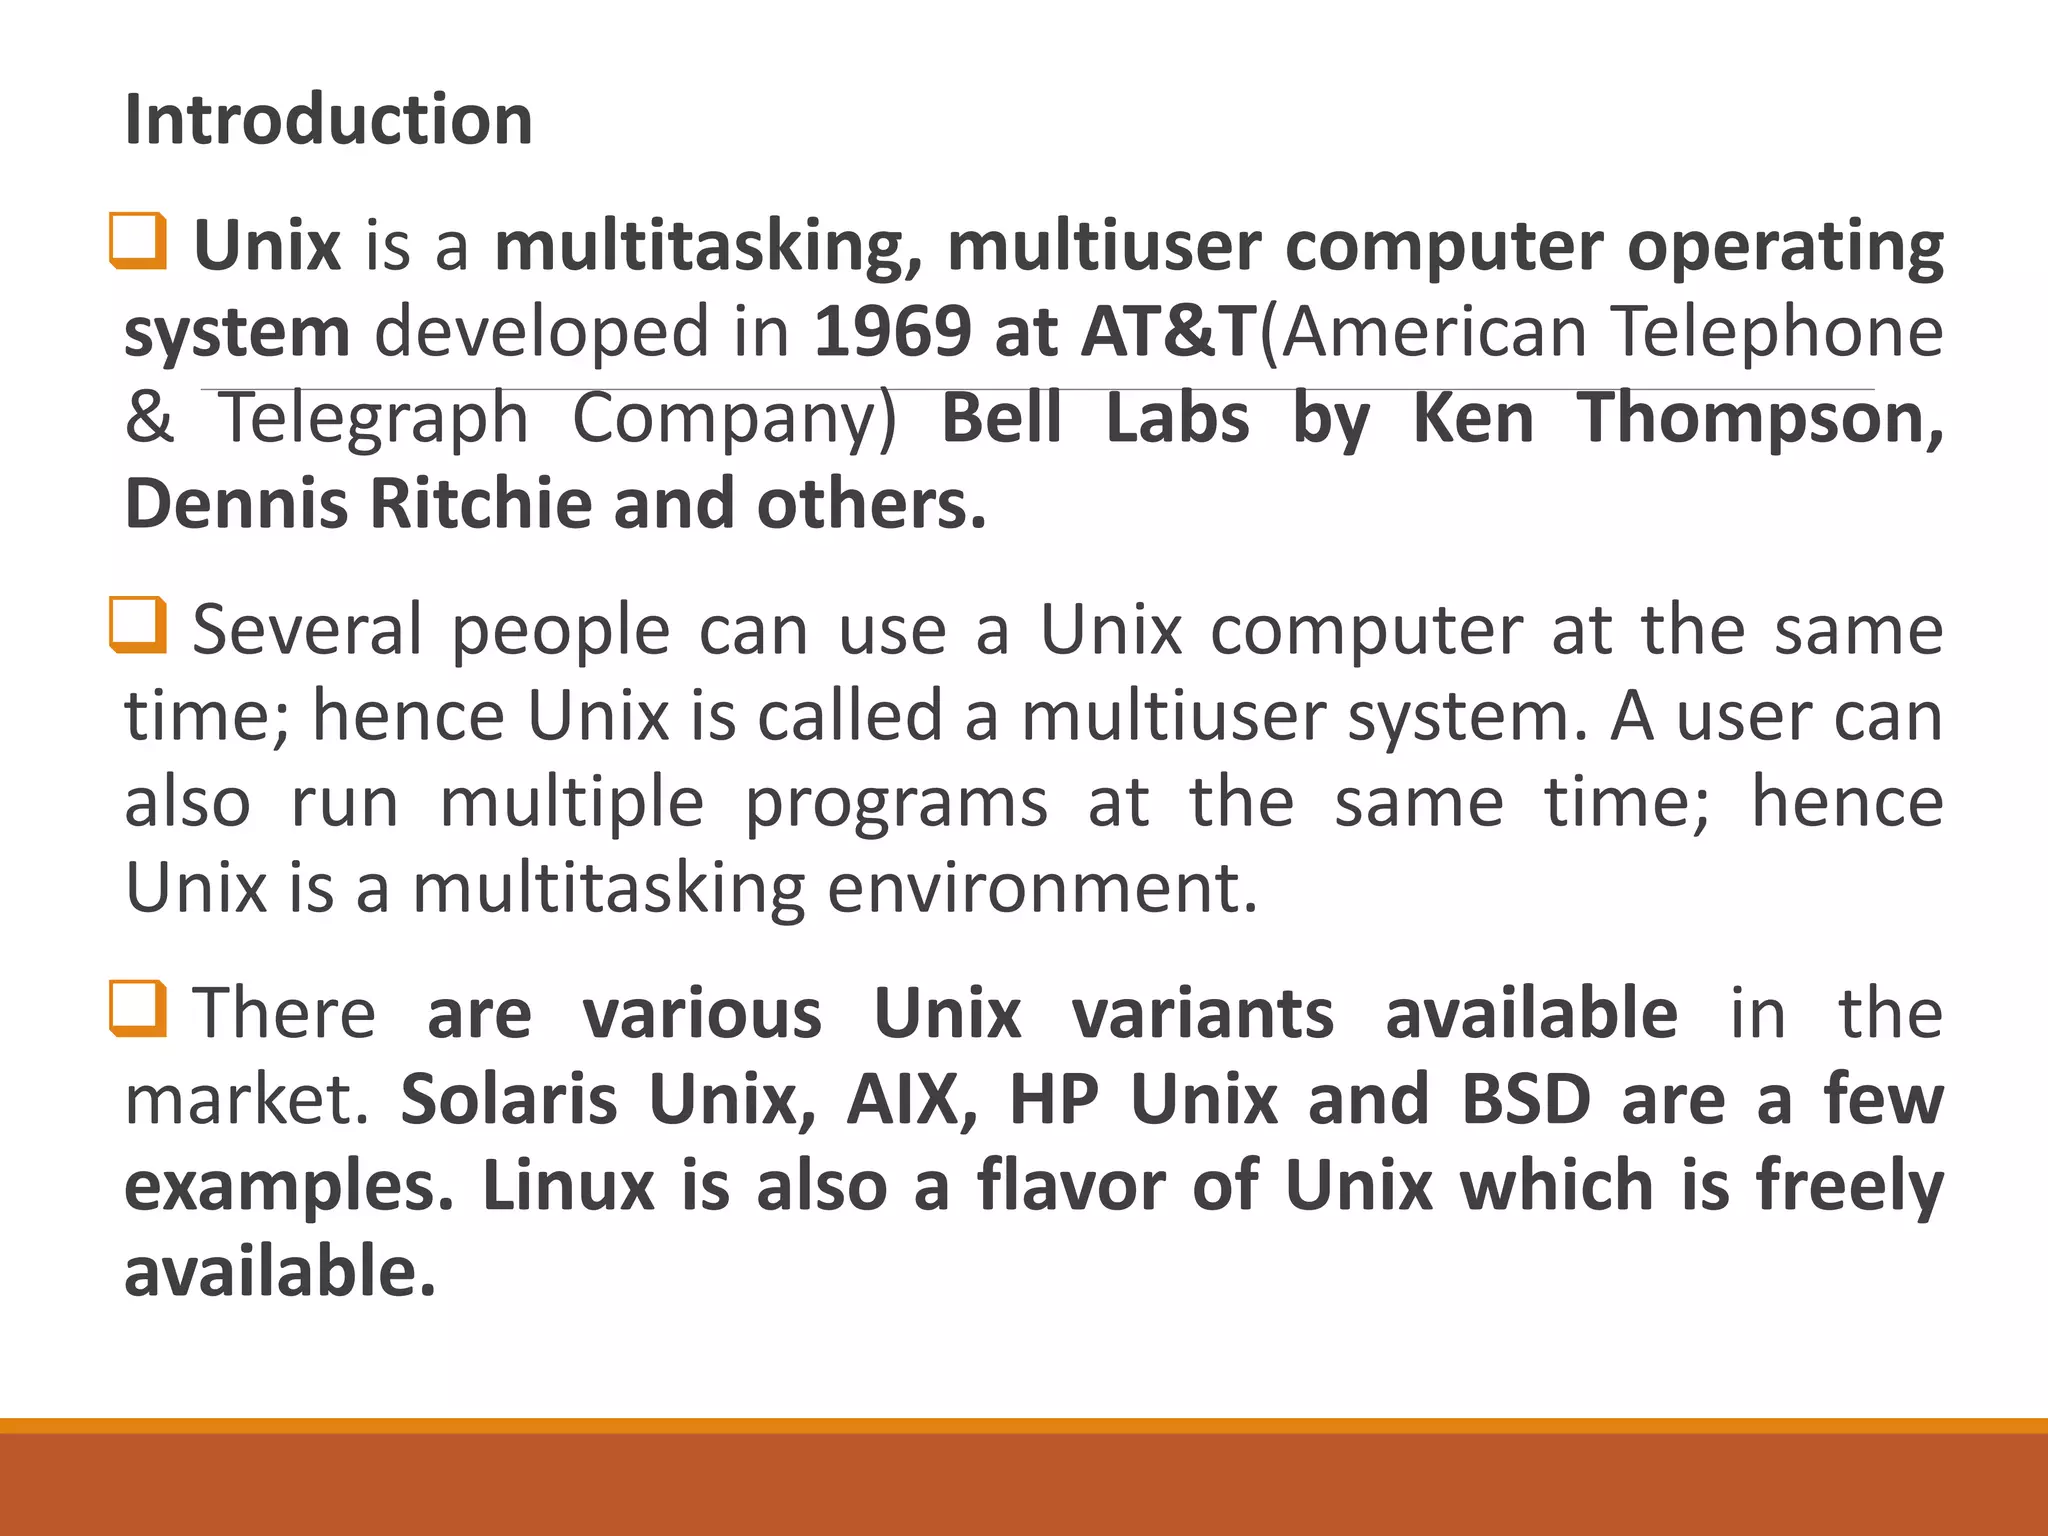 Introduction
Unix is a multitasking, multiuser computer operating
system developed in 1969 at AT&T(American Telephone
& Telegraph Company) Bell Labs by Ken Thompson,
Dennis Ritchie and others.
Several people can use a Unix computer at the same
time; hence Unix is called a multiuser system. A user can
also run multiple programs at the same time; hence
Unix is a multitasking environment.
There are various Unix variants available in the
market. Solaris Unix, AIX, HP Unix and BSD are a few
examples. Linux is also a flavor of Unix which is freely
available.